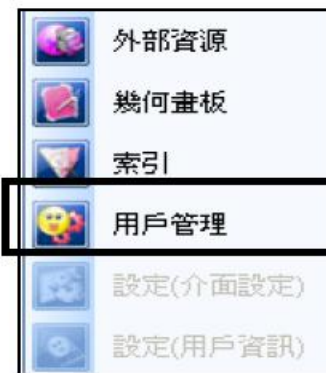 外部資源
幾何畫板
索引
用戶管理
設定(介面設定)
設定(用戶資訊)